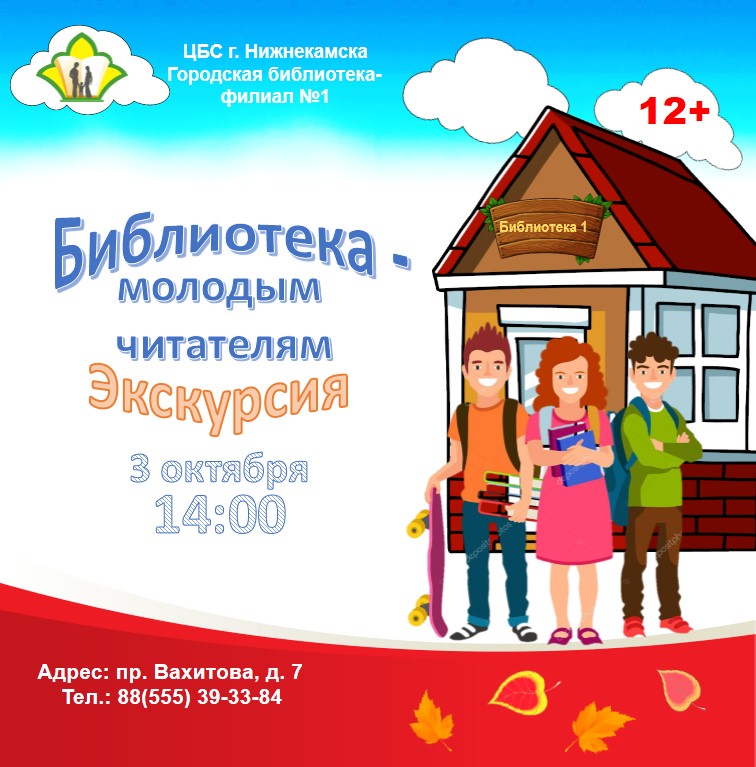 ЦБС г. Нижнекамска
Городская библиотека-
филиал №1
12+
Библиотека 1
Библиотека -
молодым
читателям
Экскурсия
3 октября
14:00
Адрес: пр. Вахитова, д. 7
Тел.: 88(555) 39-33-84